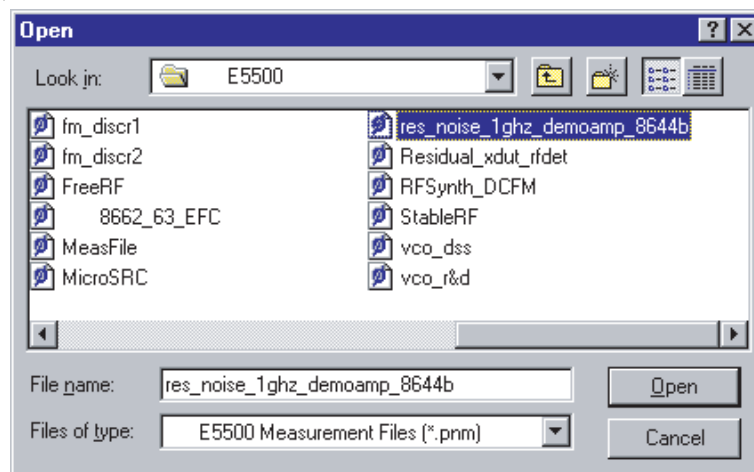 Open
Look in: E5500
fm_discr1
fm_discr2
FreeRF
8662_63_EFC
MeasFile
MicroSRC
res_noise_1ghz_demoamp_8644b
Residual_xdut_rfdet
RFSynth_DCFM
StableRF
vco_dss
vco_r&d
File name: res_noise_1ghz_demoamp_8644b
Open
Files of type: E5500 Measurement Files (*.pnm)
Cancel